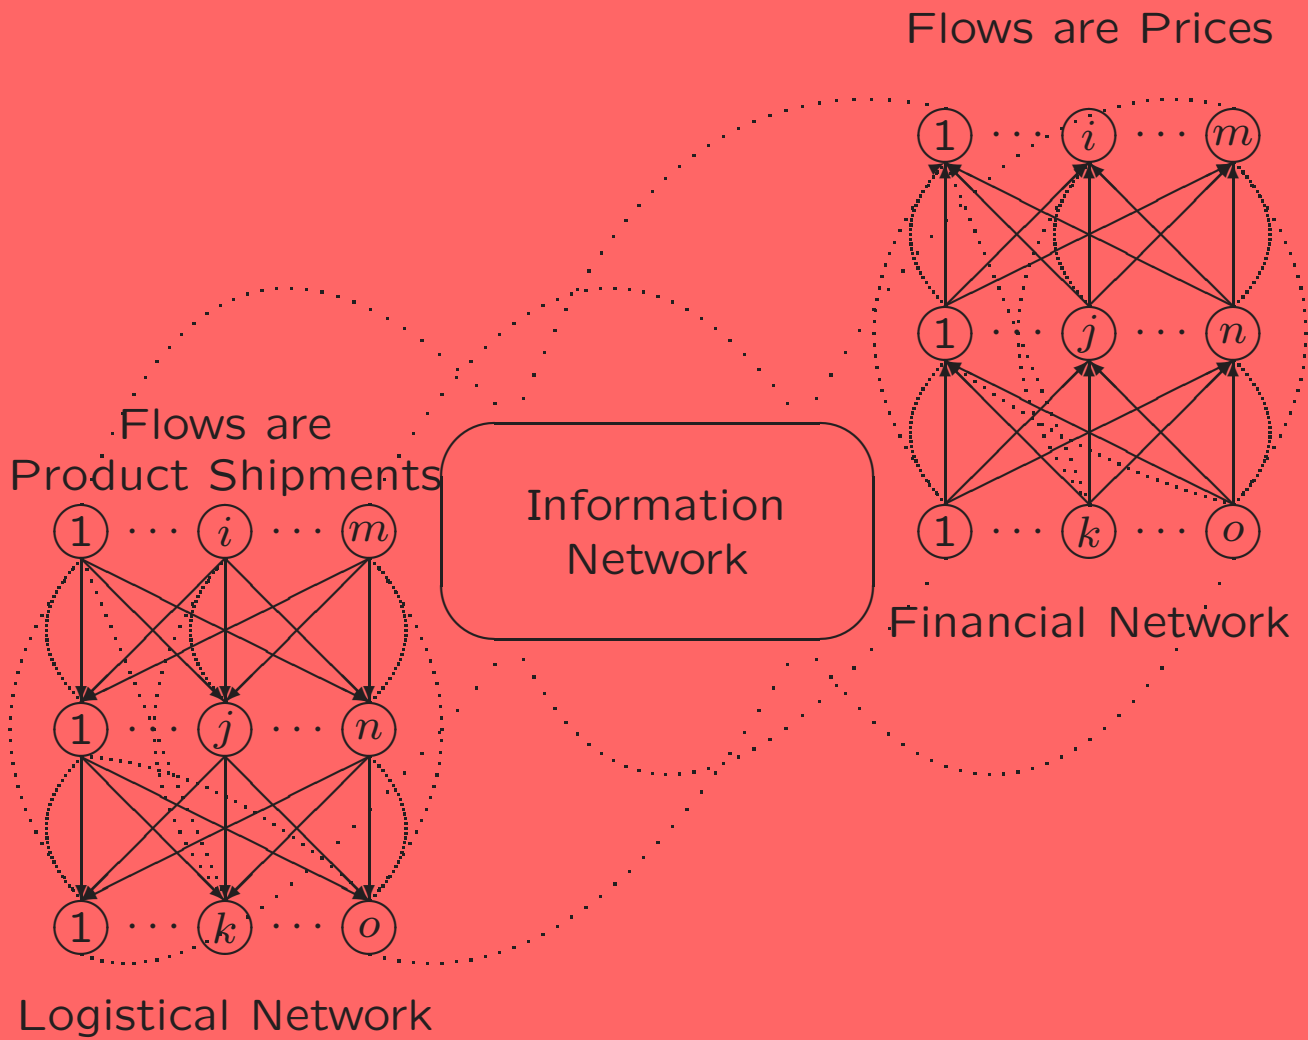 Flows are Prices
1 ··· i ··· m
1 ··· j ··· n
1 ··· k ··· o
Financial Network
Information
Network
Flows are
Product Shipments
1 ··· i ··· m
1 ··· j ··· n
1 ··· k ··· o
Logistical Network